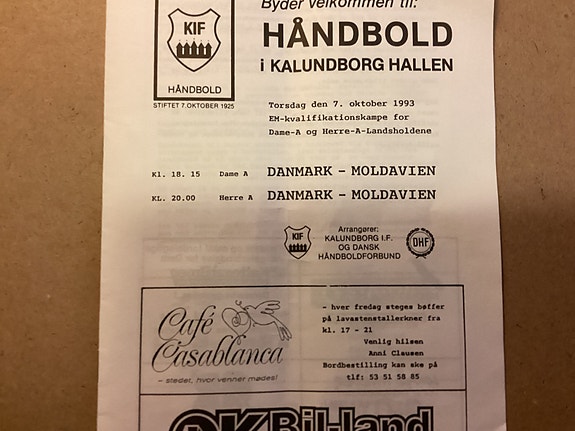 Byder velkommen til:
KIF
HÅNDBOLD
STIFTET 7. OKTOBER 1925
HÅNDBOLD
i KALUNDBORG HALLEN
Torsdag den 7. oktober 1993
EM-kvalifikationskampe for
Dame-A og Herre-A-Landsholdene
Kl. 18. 15 Dame A DANMARK – MOLDAVIEN
KL. 20.00 Herre A DANMARK – MOLDAVIEN
KIF
Arrangører:
KALUNDBORG I.F.
OG DANSK
HÅNDBOLDFORBUND
DHF
Café
Casablanca
– stedet, hvor venner mødes!
- hver fredag steges bøffer
på lavastenstallerkner fra
kl. 17 - 21
Venlig hilsen
Anni Clausen
Bordbestilling kan ske på
tlf: 53 51 58 85
OK Bil-land